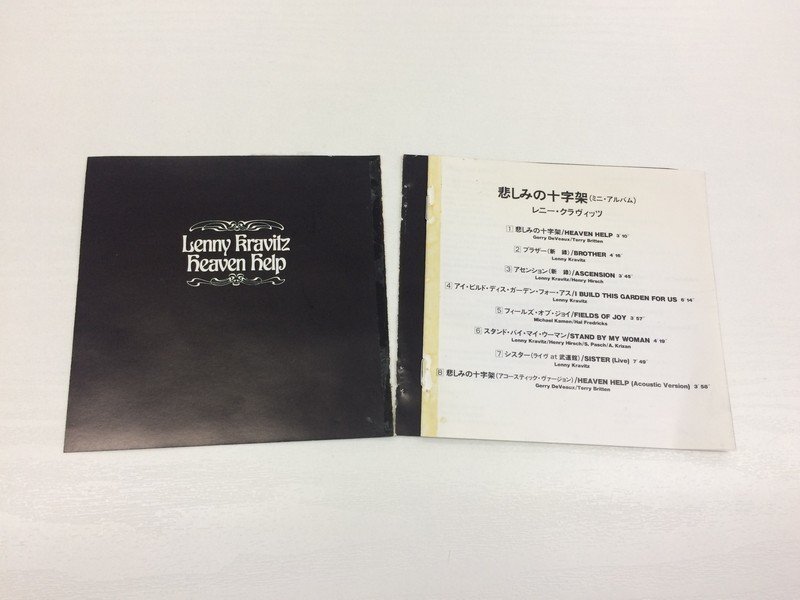 Lenny Kravitz
Heaven Help
悲しみの十字架(ミニ・アルバム)
レニー・クラヴィッツ
1 悲しみの十字架/HEAVEN HELP 3´10˝
Gerry DeVeaux/Terry Britten
2 ブラザー(新 録)/BROTHER 4´16˝
Lenny Kravitz
3 アセンション(新 録)/ASCENSION 3´45˝
Lenny Kravitz/Henry Hirsch
4 アイ・ビルド・ディス・ガーデン・フォー・アス/I BUILD THIS GARDEN FOR US 6´14˝
Lenny Kravitz
5 フィールズ・オブ・ジョイ/FIELDS OF JOY 3´57˝
Michael Kamen/Hal Fredricks
6 スタンド・バイ・マイ・ウーマン/STAND BY MY WOMAN 4´19˝
Lenny Kravitz/Henry Hirsch/S. Pasch/A. Krizan
7 シスター(ライヴ at 武道館)/SISTER (Live) 7´49˝
Lenny Kravitz
8 悲しみの十字架(アコースティック・ヴァージョン)/HEAVEN HELP (Acoustic Version) 3´58˝
Gerry DeVeaux/Terry Britten